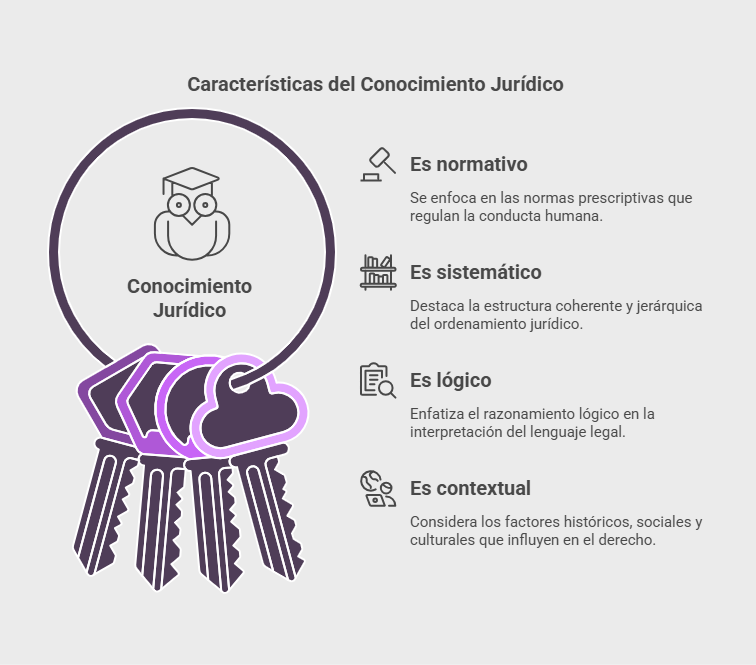 Características del Conocimiento Jurídico
Conocimiento
Jurídico
Es normativo
Se enfoca en las normas prescriptivas que
regulan la conducta humana.
Es sistemático
Destaca la estructura coherente y jerárquica
del ordenamiento jurídico.
Es lógico
Enfatiza el razonamiento lógico en la
interpretación del lenguaje legal.
Es contextual
Considera los factores históricos, sociales y
culturales que influyen en el derecho.